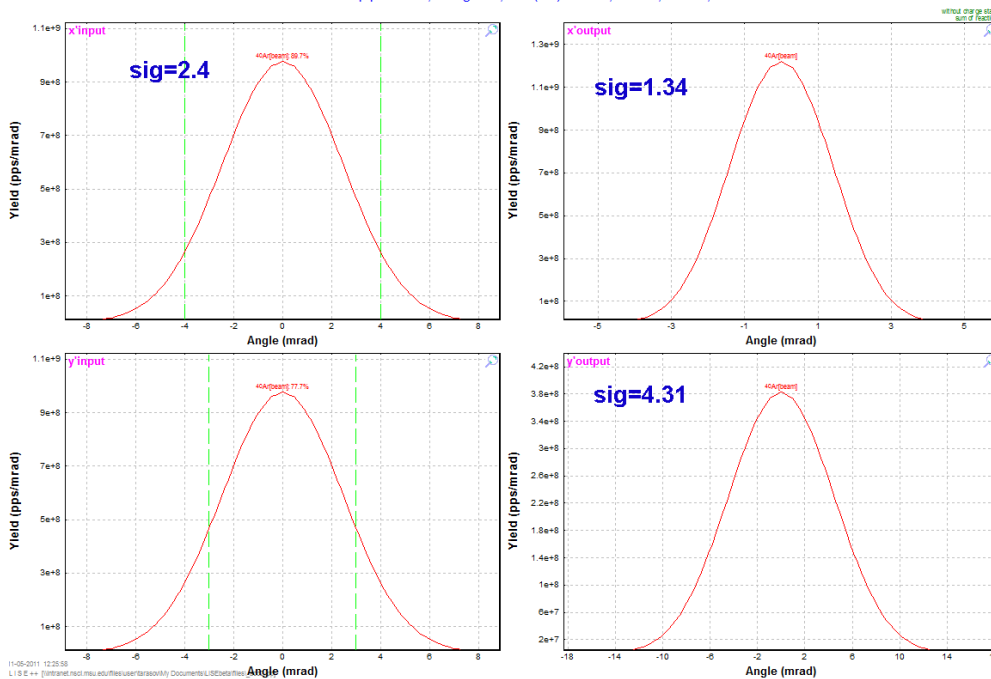 without charge sta
sum of reacti
x'input
sig=2.4
40Ar[beam] 89.7%
1.1e+9
9e+8
7e+8
5e+8
3e+8
1e+8
Yield (pps/mrad)
-8
-6
-4
-2
0
2
4
6
8
Angle (mrad)
x'output
sig=1.34
40Ar[beam]
1.3e+9
1.1e+9
9e+8
7e+8
5e+8
3e+8
1e+8
Yield (pps/mrad)
-5
-3
-1
1
3
5
Angle (mrad)
y'input
40Ar[beam] 77.7%
1.1e+9
9e+8
7e+8
5e+8
3e+8
1e+8
Yield (pps/mrad)
-8
-6
-4
-2
0
2
4
6
8
Angle (mrad)
y'output
sig=4.31
40Ar[beam]
4.2e+8
3.8e+8
3.4e+8
3e+8
2.6e+8
2.2e+8
1.8e+8
1.4e+8
1e+8
6e+7
2e+7
Yield (pps/mrad)
-18
-14
-10
-6
-2
2
6
10
14
Angle (mrad)
11-05-2011 12:25:58